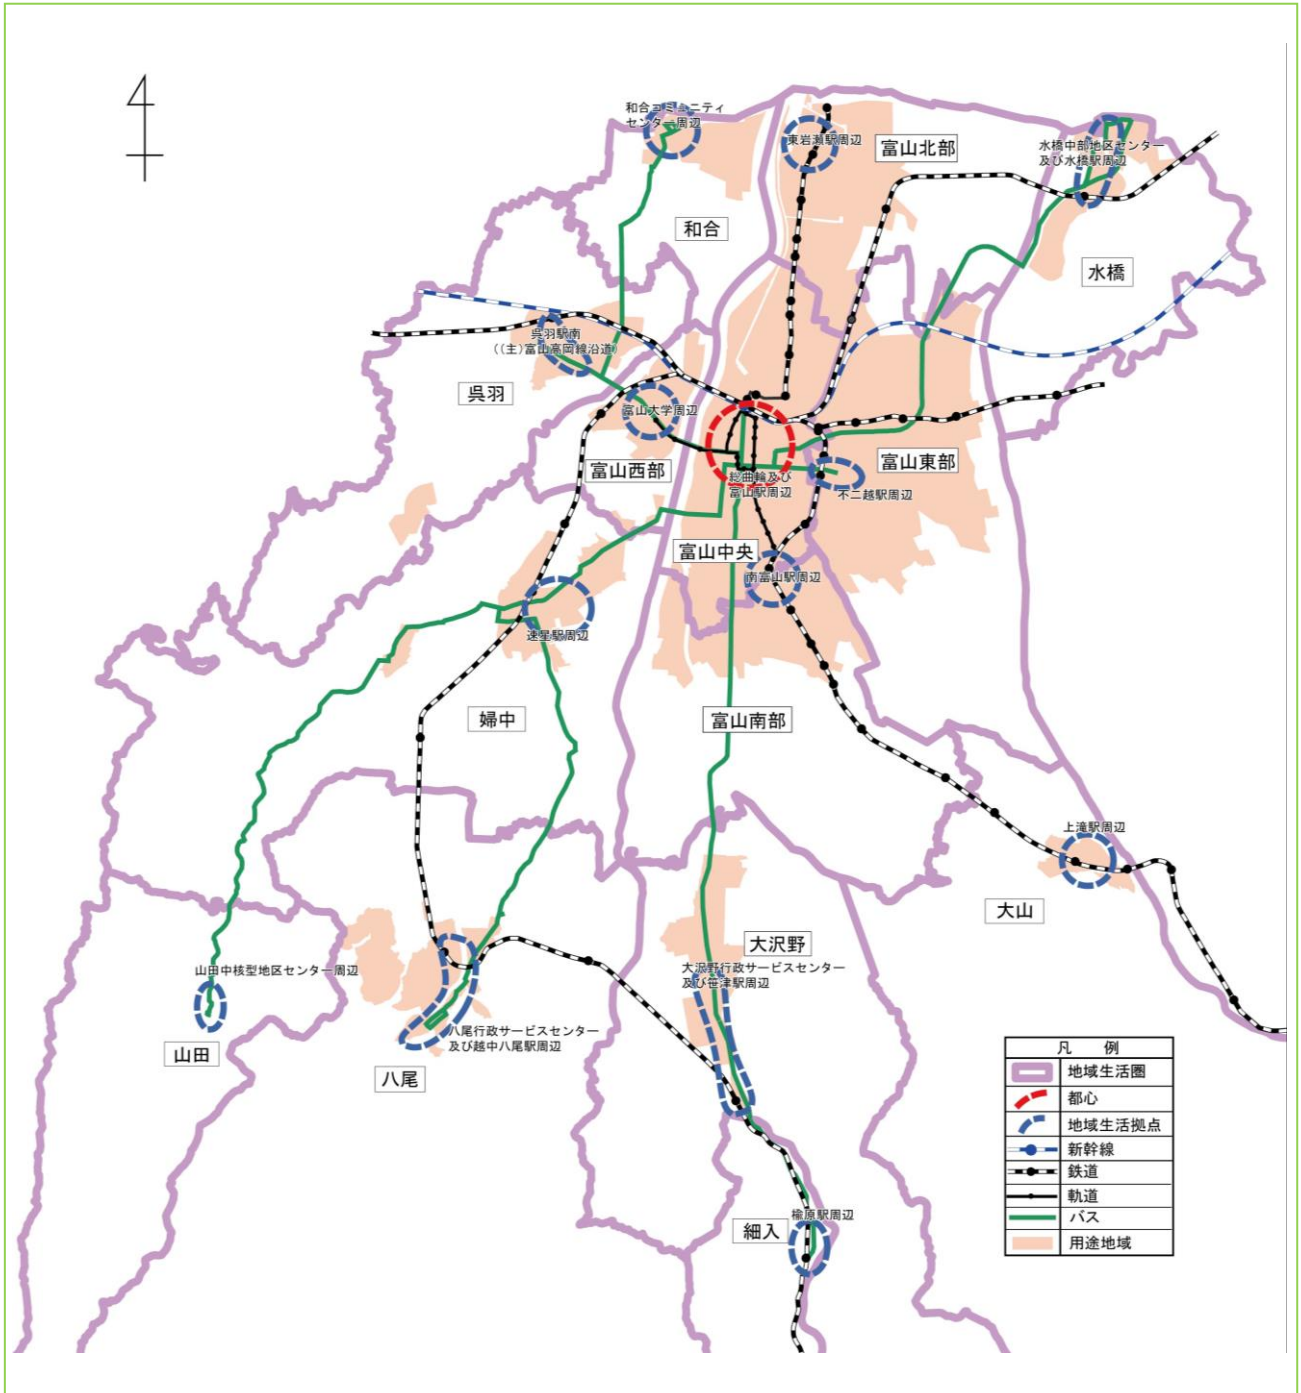 和合コミュニティ
センター周辺
東岩瀬駅周辺
富山北部
水橋中部地区センター
及び水橋駅周辺
和合
水橋
呉羽駅南
((主)富山高岡線沿道)
呉羽
富山大学周辺
富山西部
総曲輪及び
富山駅周辺
富山東部
不二越駅周辺
富山中央
南富山駅周辺
速星駅周辺
婦中
富山南部
上滝駅周辺
大山
大沢野
大沢野行政サービスセンター
及び笹津駅周辺
山田中核型地区センター周辺
山田
八尾行政サービスセンター
及び越中八尾駅周辺
八尾
細入
楡原駅周辺
凡 例
地域生活圏
都心
地域生活拠点
新幹線
鉄道
軌道
バス
用途地域